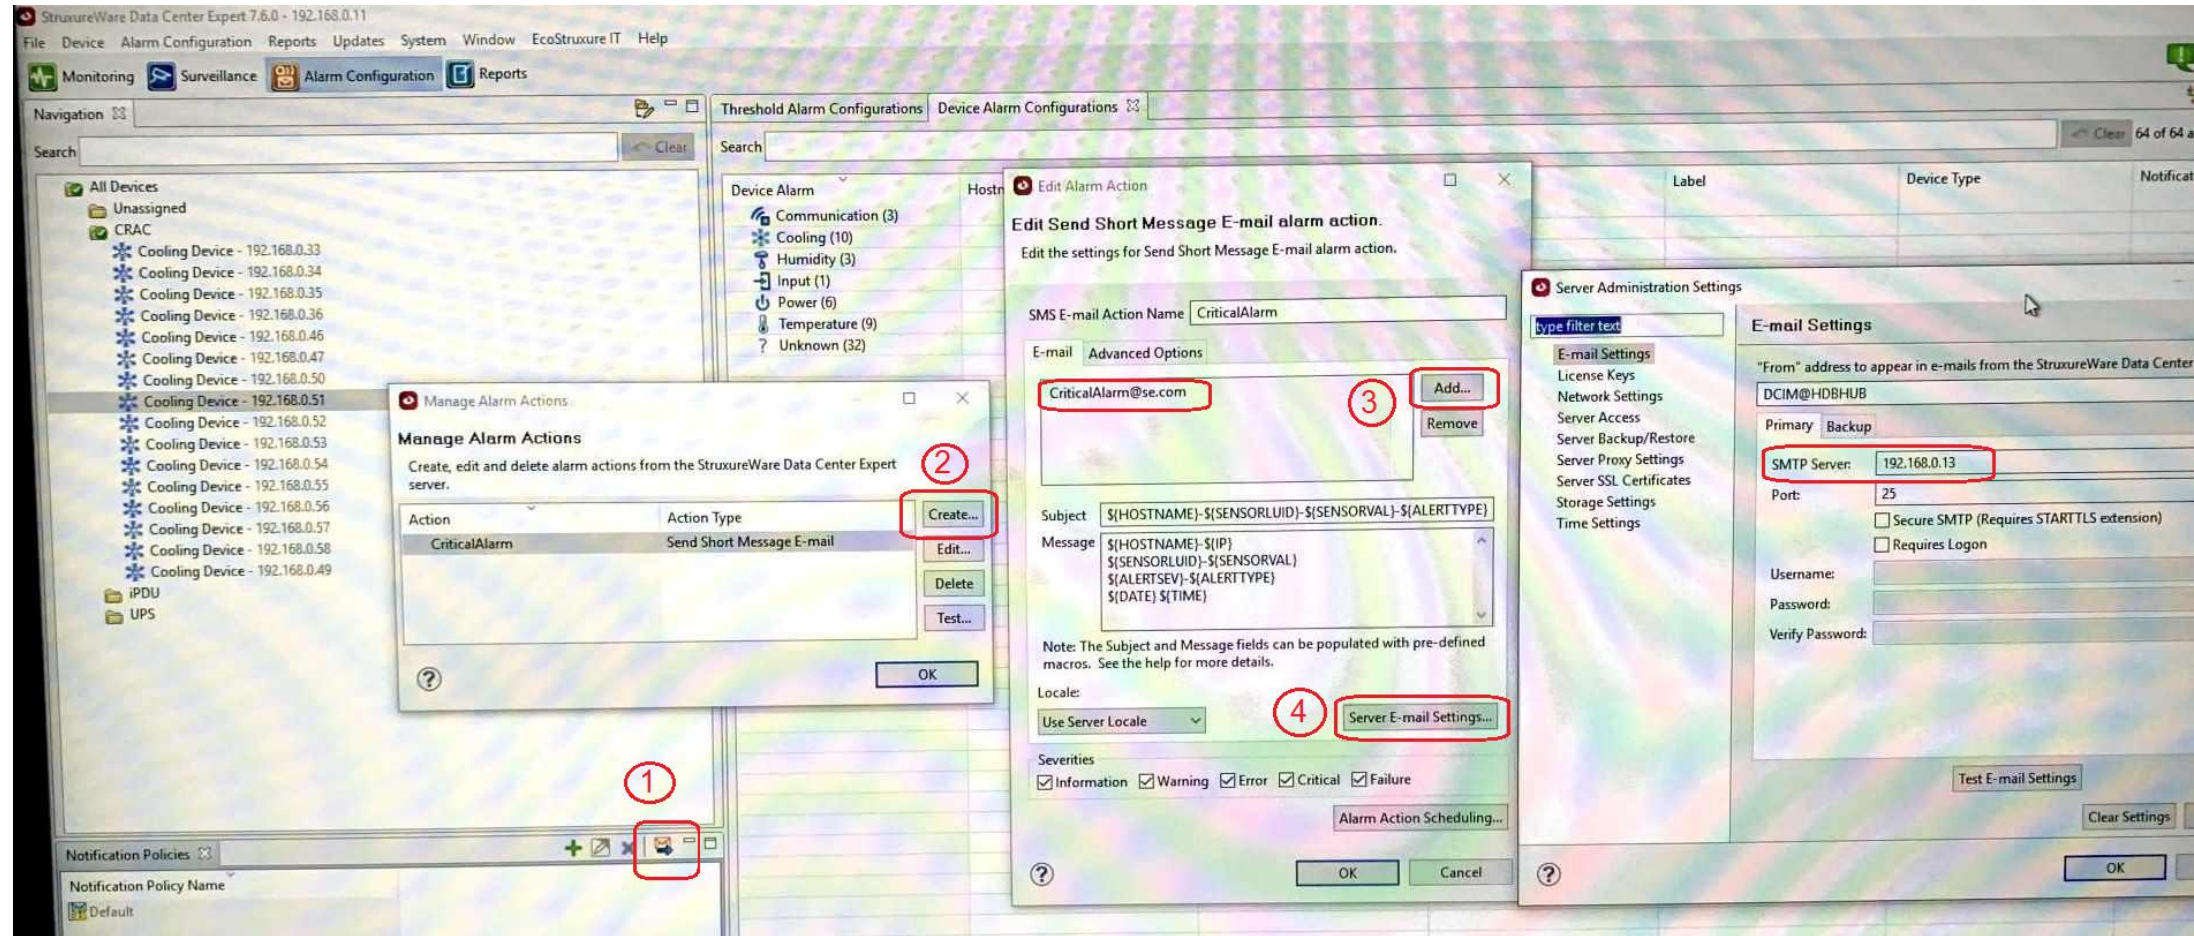 StruxureWare Data Center Expert 7.6.0 - 192.168.0.11
File Device Alarm Configuration Reports Updates System Window EcoStruxure IT Help
Monitoring Surveillance Alarm Configuration Reports
Navigation
Search Clear
All Devices
Unassigned
CRAC
Cooling Device - 192.168.0.33
Cooling Device - 192.168.0.34
Cooling Device - 192.168.0.35
Cooling Device - 192.168.0.36
Cooling Device - 192.168.0.46
Cooling Device - 192.168.0.47
Cooling Device - 192.168.0.50
Cooling Device - 192.168.0.51
Cooling Device - 192.168.0.52
Cooling Device - 192.168.0.53
Cooling Device - 192.168.0.54
Cooling Device - 192.168.0.55
Cooling Device - 192.168.0.56
Cooling Device - 192.168.0.57
Cooling Device - 192.168.0.58
Cooling Device - 192.168.0.49
iPDU
UPS
1
Notification Policies
Notification Policy Name
Default
Threshold Alarm Configurations Device Alarm Configurations
Search Clear 64 of 64 a
Device Alarm Hostn Label Device Type Notificat
Communication (3)
Cooling (10)
Humidity (3)
Input (1)
Power (6)
Temperature (9)
? Unknown (32)
Manage Alarm Actions
Manage Alarm Actions
Create, edit and delete alarm actions from the StruxureWare Data Center Expert
server.
2
Action Action Type
CriticalAlarm Send Short Message E-mail
Create...
Edit...
Delete
Test...
?
OK
Edit Alarm Action
Edit Send Short Message E-mail alarm action.
Edit the settings for Send Short Message E-mail alarm action.
SMS E-mail Action Name CriticalAlarm
E-mail Advanced Options
CriticalAlarm@se.com
3
Add...
Remove
Subject ${HOSTNAME}-${SENSORLUID}-${SENSORVAL}-${ALERTTYPE}
Message ${HOSTNAME}-${IP}
${SENSORLUID}-${SENSORVAL}
${ALERTSEV}-${ALERTTYPE}
${DATE} ${TIME}
Note: The Subject and Message fields can be populated with pre-defined
macros. See the help for more details.
Locale:
Use Server Locale
4
Server E-mail Settings...
Severities
Information Warning Error Critical Failure
Alarm Action Scheduling...
?
OK Cancel
Server Administration Settings
type filter text
E-mail Settings
License Keys
Network Settings
Server Access
Server Backup/Restore
Server Proxy Settings
Server SSL Certificates
Storage Settings
Time Settings
E-mail Settings
"From" address to appear in e-mails from the StruxureWare Data Center
DCIM@HDBHUB
Primary Backup
SMTP Server: 192.168.0.13
Port: 25
Secure SMTP (Requires STARTTLS extension)
Requires Logon
Username:
Password:
Verify Password:
Test E-mail Settings
Clear Settings
?
OK